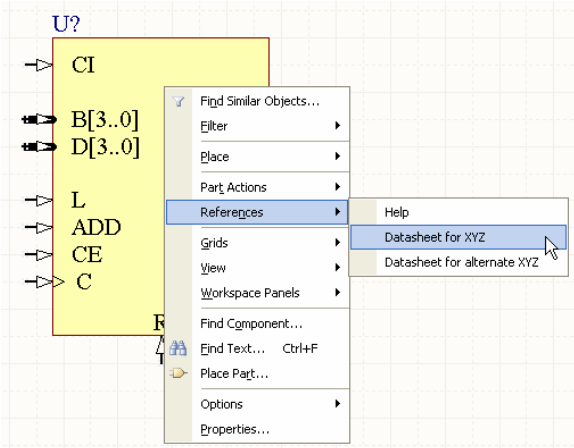 U?
CI
B[3..0]
D[3..0]
L
ADD
CE
C
R
Find Similar Objects...
Filter
Place
Part Actions
References
Grids
View
Workspace Panels
Find Component...
Find Text... Ctrl+F
Place Part...
Options
Properties...
Help
Datasheet for XYZ
Datasheet for alternate XYZ